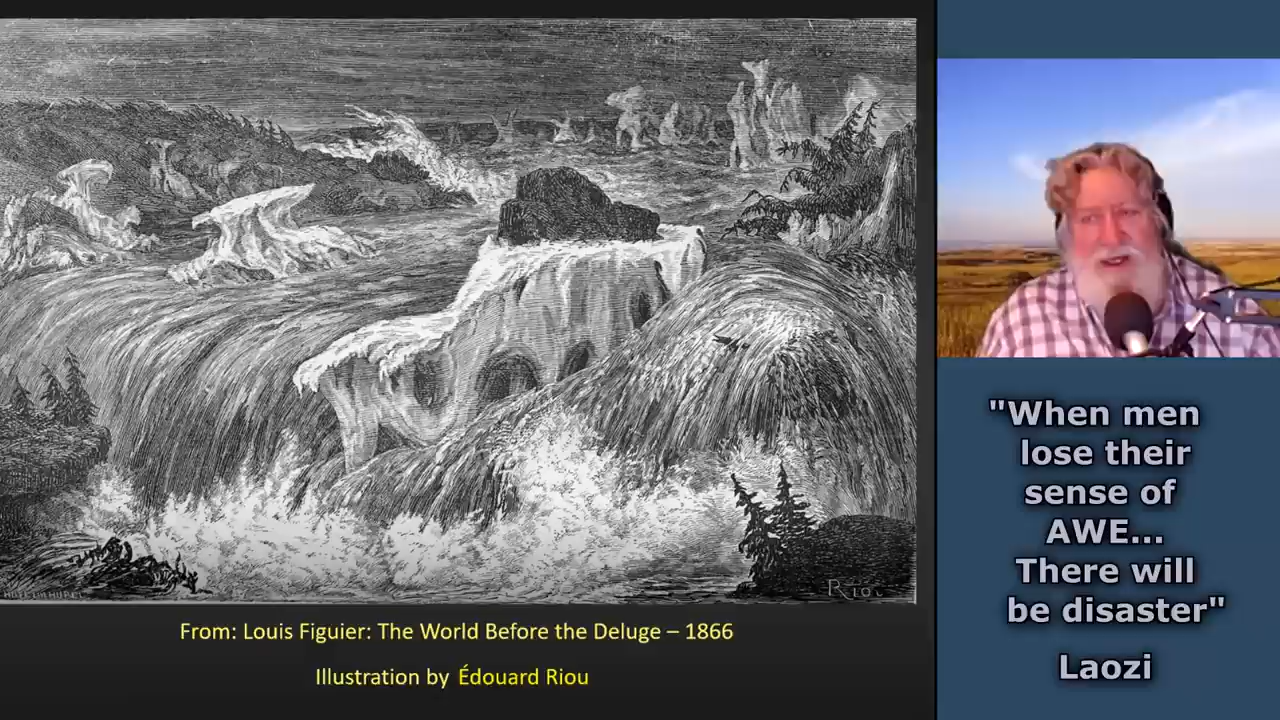 From: Louis Figuier: The World Before the Deluge – 1866
Illustration by Édouard Riou
"When men
lose their
sense of
AWE...
There will
be disaster"
Laozi